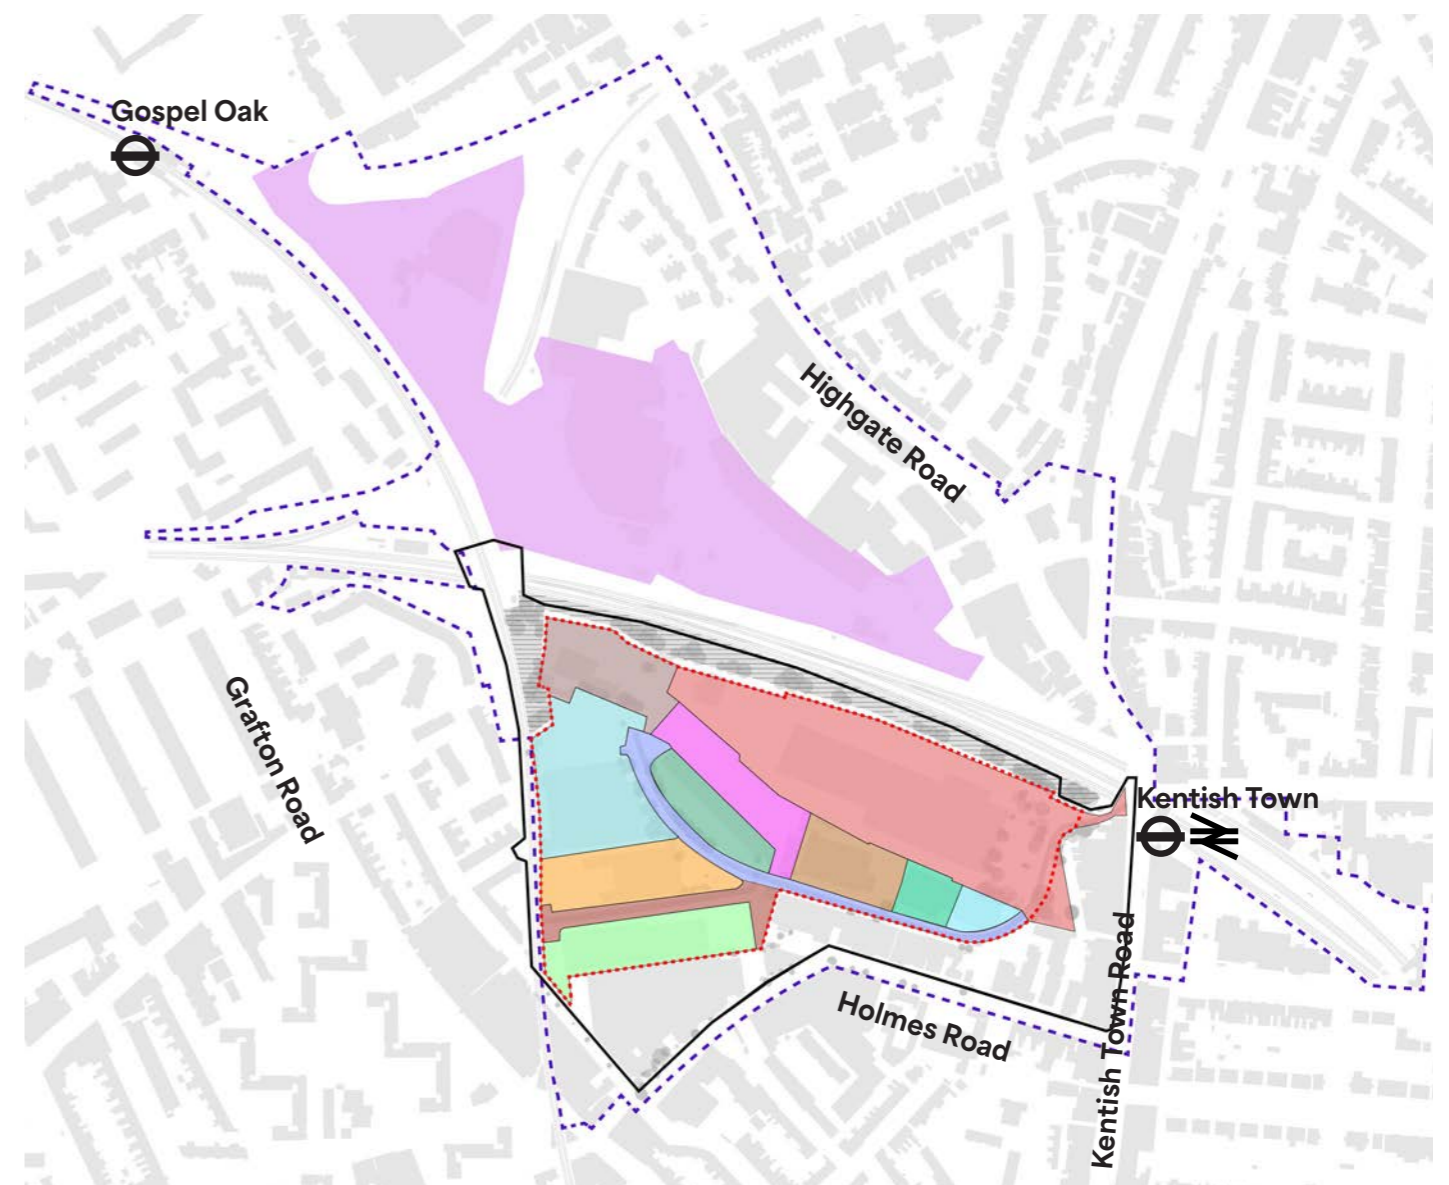 Gospel Oak
Highgate Road
Grafton Road
Kentish Town
Kentish Town Road
Holmes Road